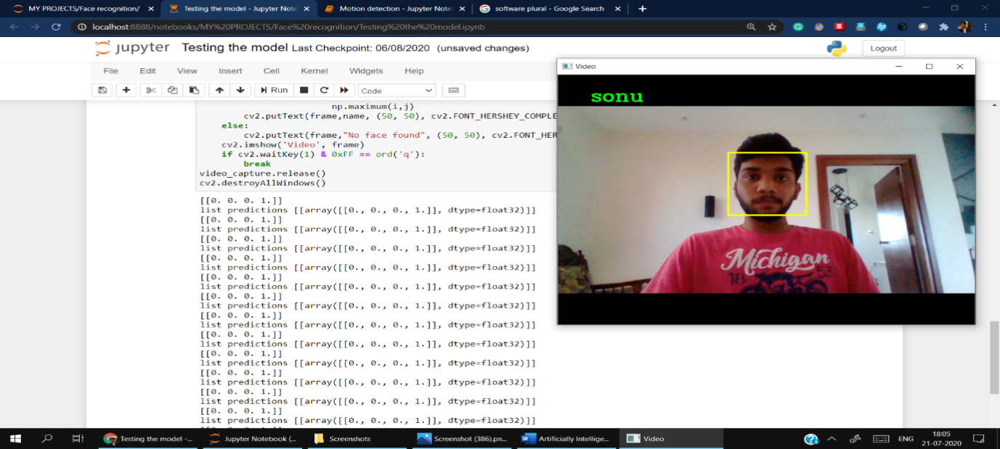 MY PROJECTS/Face recognition/
Testing the model - Jupyter Note
Motion detection - Jupyter Note
software plural - Google Search
localhost:8888/notebooks/MY%20PROJECTS/Face%20recognition/Testing%20the%20model.ipynb
jupyter Testing the model Last Checkpoint: 06/08/2020 (unsaved changes)
Logout
File Edit View Insert Cell Kernel Widgets Help
Run Code
Video
sonu
np.maximum(i,j)
cv2.putText(frame,name, (50, 50), cv2.FONT_HERSHEY_COMPLE
else:
cv2.putText(frame,"No face found", (50, 50), cv2.FONT_HER
cv2.imshow('Video', frame)
if cv2.waitKey(1) & 0xFF == ord('q'):
break
video_capture.release()
cv2.destroyAllWindows()
Michigan
18 53
[[0. 0. 0. 1.]]
list predictions [[array([[0., 0., 0., 1.]], dtype=float32)]]
[[0. 0. 0. 1.]]
list predictions [[array([[0., 0., 0., 1.]], dtype=float32)]]
[[0. 0. 0. 1.]]
list predictions [[array([[0., 0., 0., 1.]], dtype=float32)]]
[[0. 0. 0. 1.]]
list predictions [[array([[0., 0., 0., 1.]], dtype=float32)]]
[[0. 0. 0. 1.]]
list predictions [[array([[0., 0., 0., 1.]], dtype=float32)]]
[[0. 0. 0. 1.]]
list predictions [[array([[0., 0., 0., 1.]], dtype=float32)]]
[[0. 0. 0. 1.]]
list predictions [[array([[0., 0., 0., 1.]], dtype=float32)]]
[[0. 0. 0. 1.]]
list predictions [[array([[0., 0., 0., 1.]], dtype=float32)]]
[[0. 0. 0. 1.]]
list predictions [[array([[0., 0., 0., 1.]], dtype=float32)]]
[[0. 0. 0. 1.]]
list predictions [[array([[0., 0., 0., 1.]], dtype=float32)]]
[[0. 0. 0. 1.]]
list predictions [[array([[0., 0., 0., 1.]], dtype=float32)]]
[[0. 0. 0. 1.]]
list predictions [[array([[0., 0., 0., 1.]], dtype=float32)]]
Testing the model -...
Jupyter Notebook (...
Screenshots
Screenshot (386).pn...
Artificially Intellige...
Video
ENG
18:05
21-07-2020